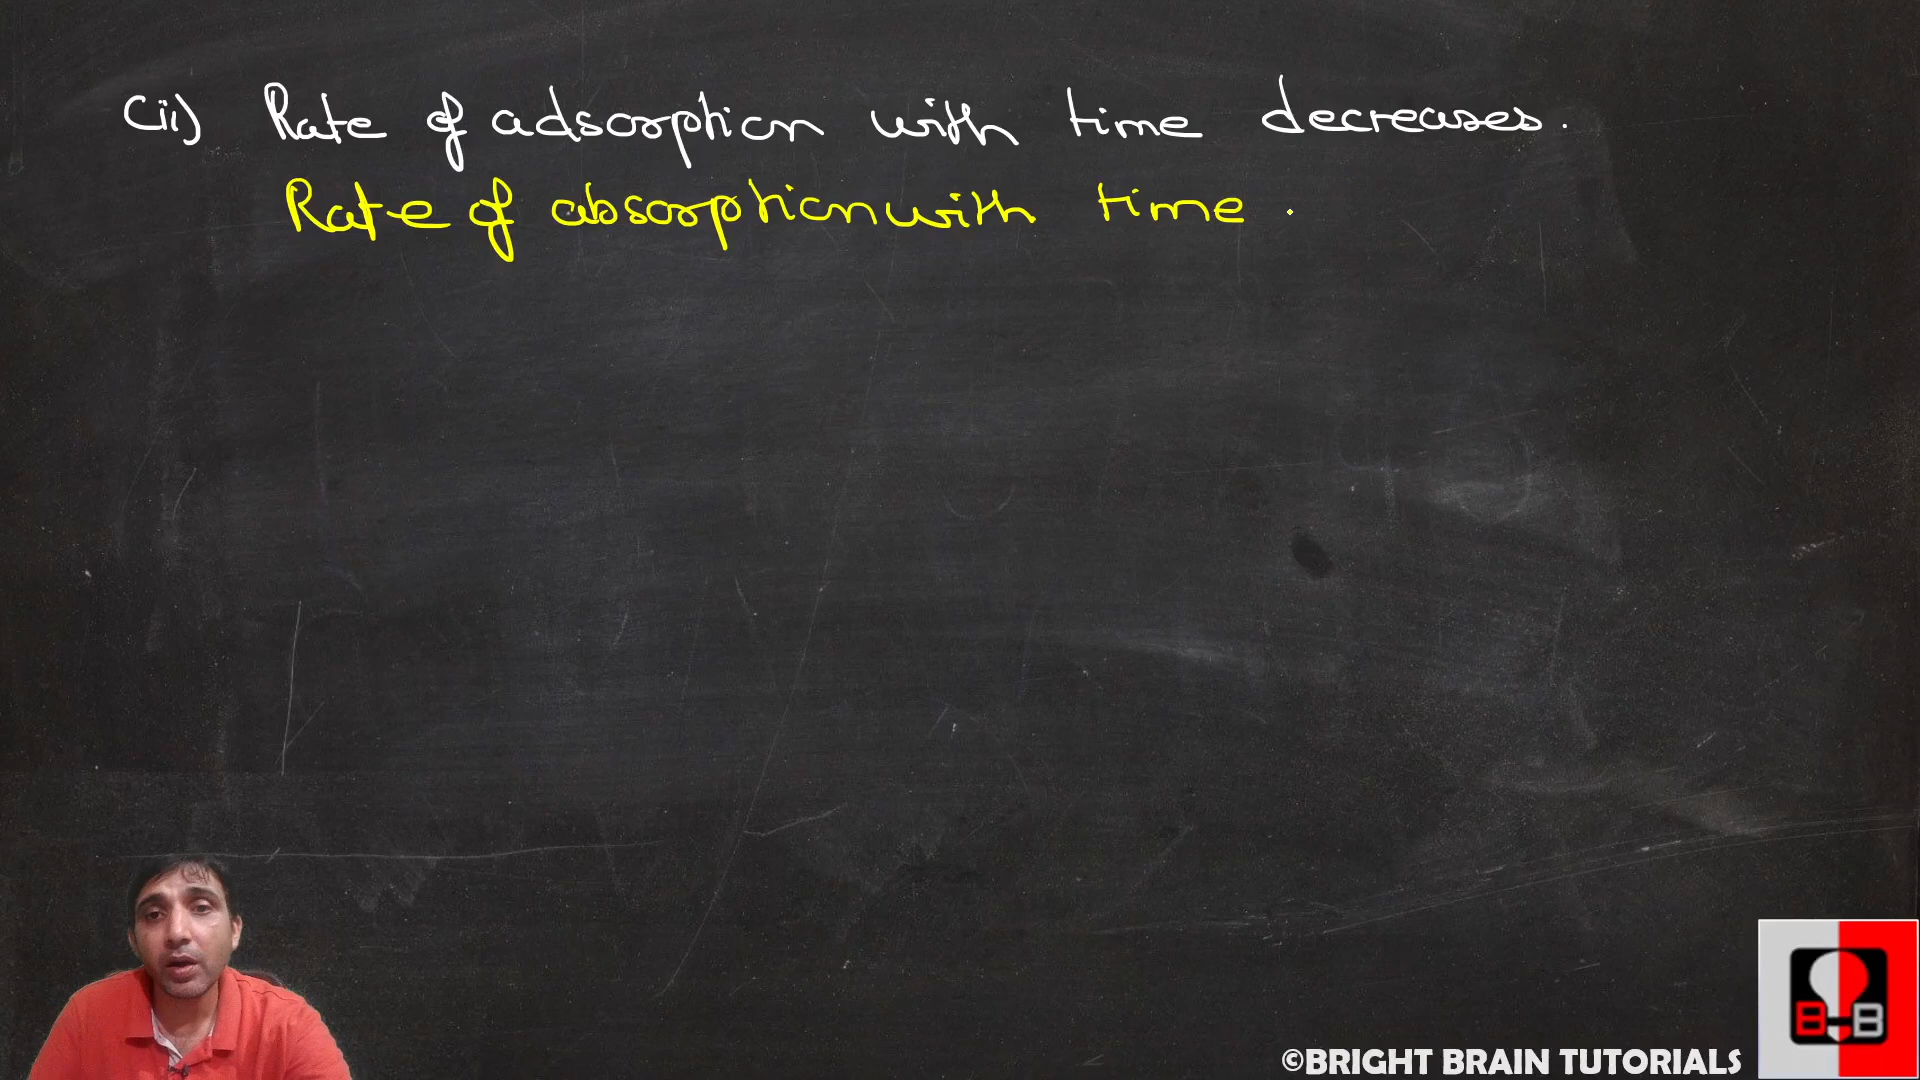 (ii) Rate of adsorption with time decreases.
Rate of absorption with time .
B B
©BRIGHT BRAIN TUTORIALS